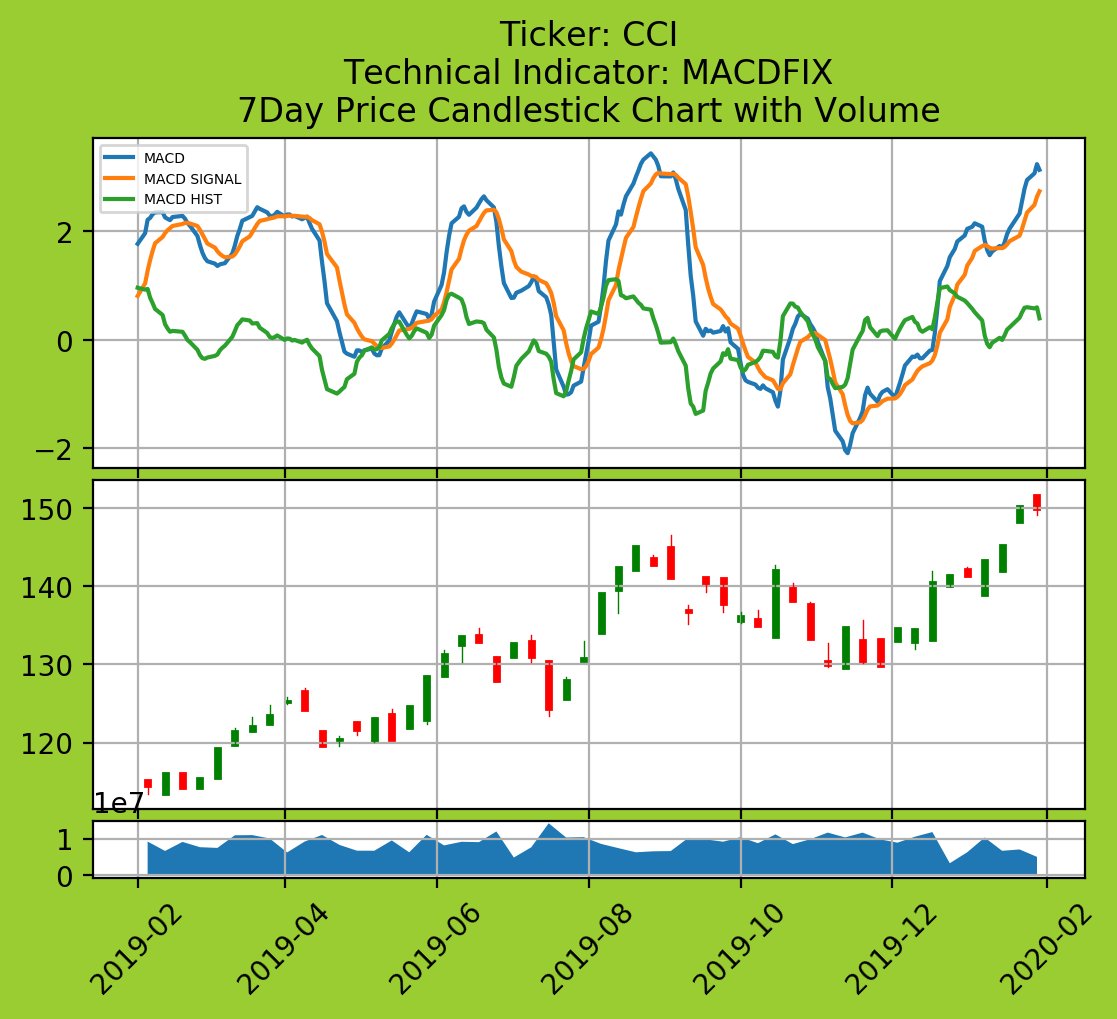 Ticker: CCI
Technical Indicator: MACDFIX
7Day Price Candlestick Chart with Volume
MACD
MACD SIGNAL
MACD HIST
2
0
−2
150
140
130
120
1e7
1
0
2019-02
2019-04
2019-06
2019-08
2019-10
2019-12
2020-02